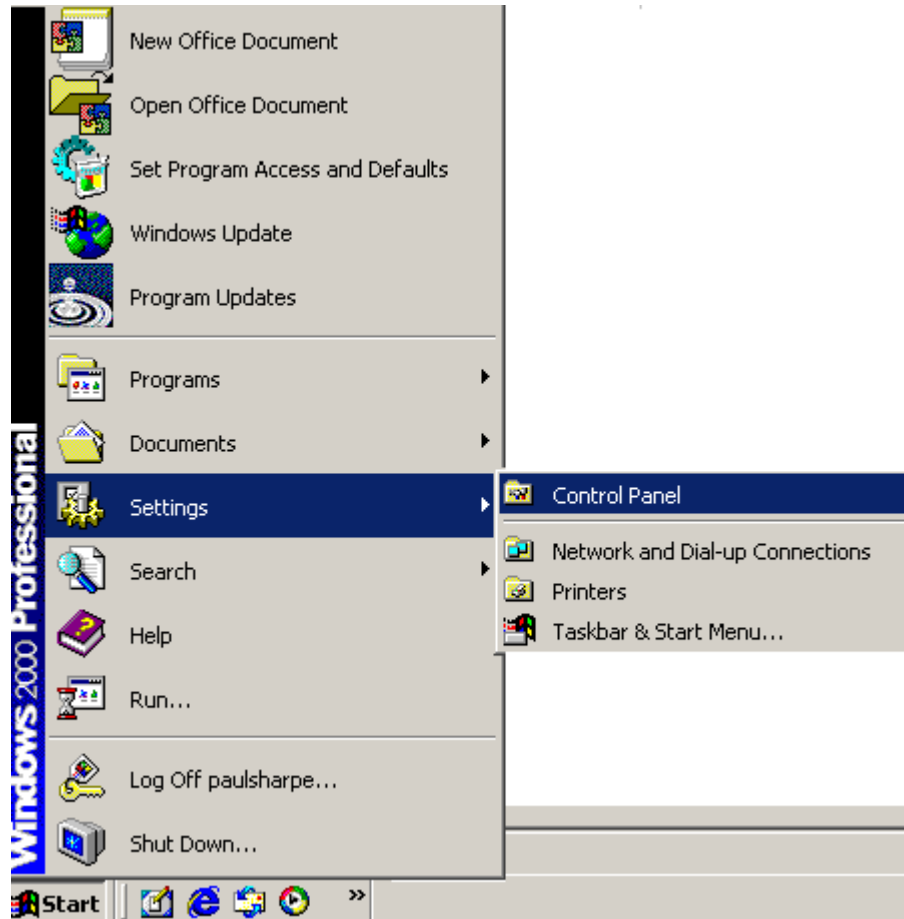 New Office Document
Open Office Document
Set Program Access and Defaults
Windows Update
Program Updates
Programs
Documents
Settings
Search
Help
Run...
Log Off paulsharpe...
Shut Down...
Control Panel
Network and Dial-up Connections
Printers
Taskbar & Start Menu...
Windows 2000 Professional
Start
»